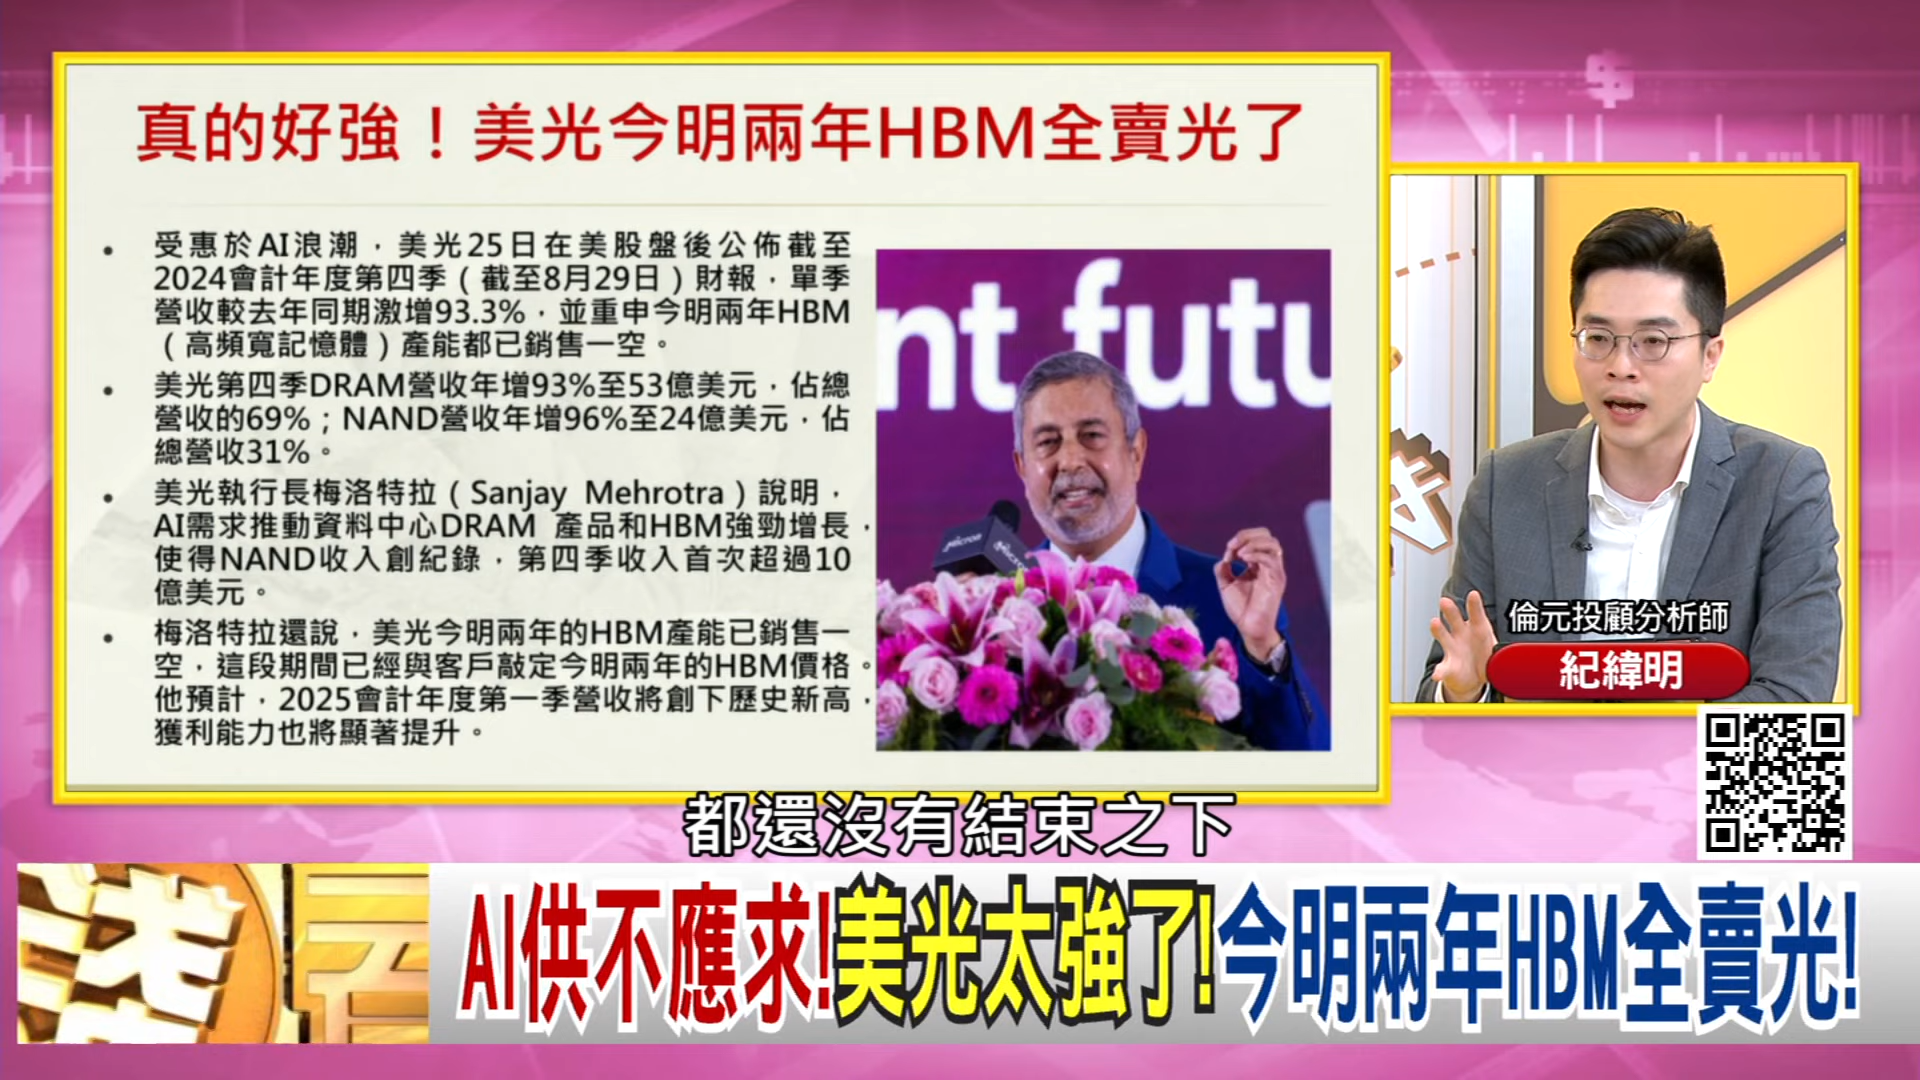 真的好強！美光今明兩年HBM全賣光了
• 受惠於AI浪潮，美光25日在美股盤後公佈截至
2024會計年度第四季（截至8月29日）財報，單季
營收較去年同期激增93.3%，並重申今明兩年HBM
（高頻寬記憶體）產能都已銷售一空。
• 美光第四季DRAM營收年增93%至53億美元，佔總
營收的69%；NAND營收年增96%至24億美元，佔
總營收31%。
• 美光執行長梅洛特拉（Sanjay Mehrotra）說明，
AI需求推動資料中心DRAM 產品和HBM強勁增長，
使得NAND收入創紀錄，第四季收入首次超過10
億美元。
• 梅洛特拉還說，美光今明兩年的HBM產能已銷售一
空，這段期間已經與客戶敲定今明兩年的HBM價格。
他預計，2025會計年度第一季營收將創下歷史新高，
獲利能力也將顯著提升。
nt futu
micron
倫元投顧分析師
紀緯明
都還沒有結束之下
AI供不應求!美光太強了!今明兩年HBM全賣光!